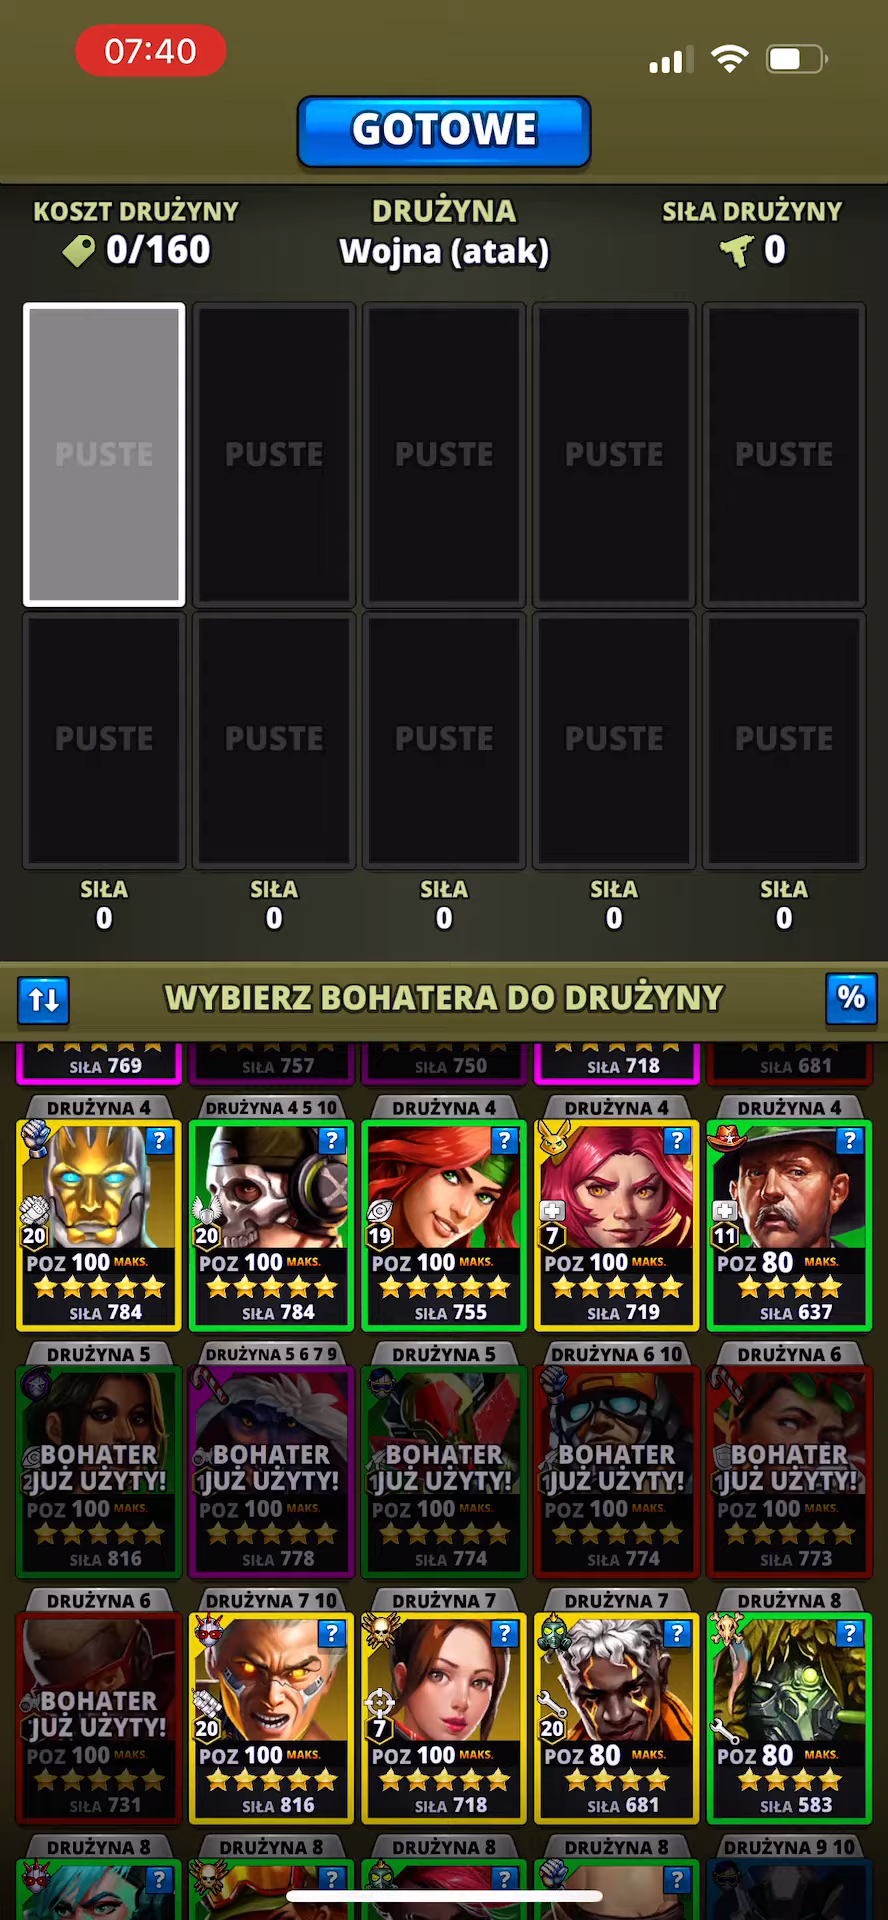 07:40
GOTOWE
KOSZT DRUŻYNY
0/160
DRUŻYNA
Wojna (atak)
SIŁA DRUŻYNY
0
PUSTE PUSTE PUSTE PUSTE PUSTE
PUSTE PUSTE PUSTE PUSTE PUSTE
SIŁA SIŁA SIŁA SIŁA SIŁA
0 0 0 0 0
WYBIERZ BOHATERA DO DRUŻYNY
%
SIŁA 769 SIŁA 757 SIŁA 750 SIŁA 718 SIŁA 681
DRUŻYNA 4 DRUŻYNA 4 5 10 DRUŻYNA 4 DRUŻYNA 4 DRUŻYNA 4
? ? ? ? ?
20 20 19 7 11
POZ 100 MAKS. POZ 100 MAKS. POZ 100 MAKS. POZ 100 MAKS. POZ 80 MAKS.
SIŁA 784 SIŁA 784 SIŁA 755 SIŁA 719 SIŁA 637
DRUŻYNA 5 DRUŻYNA 5 6 7 9 DRUŻYNA 5 DRUŻYNA 6 10 DRUŻYNA 6
BOHATER BOHATER BOHATER BOHATER BOHATER
JUŻ UŻYTY! JUŻ UŻYTY! JUŻ UŻYTY! JUŻ UŻYTY! JUŻ UŻYTY!
POZ 100 MAKS. POZ 100 MAKS. POZ 100 MAKS. POZ 100 MAKS. POZ 100 MAKS.
SIŁA 816 SIŁA 778 SIŁA 774 SIŁA 774 SIŁA 773
DRUŻYNA 6 DRUŻYNA 7 10 DRUŻYNA 7 DRUŻYNA 7 DRUŻYNA 8
? ? ? ?
BOHATER
JUŻ UŻYTY!
20 7 20
POZ 100 MAKS. POZ 100 MAKS. POZ 100 MAKS. POZ 80 MAKS. POZ 80 MAKS.
SIŁA 731 SIŁA 816 SIŁA 718 SIŁA 681 SIŁA 583
DRUŻYNA 8 DRUŻYNA 8 DRUŻYNA 8 DRUŻYNA 8 DRUŻYNA 9 10
? ? ? ?